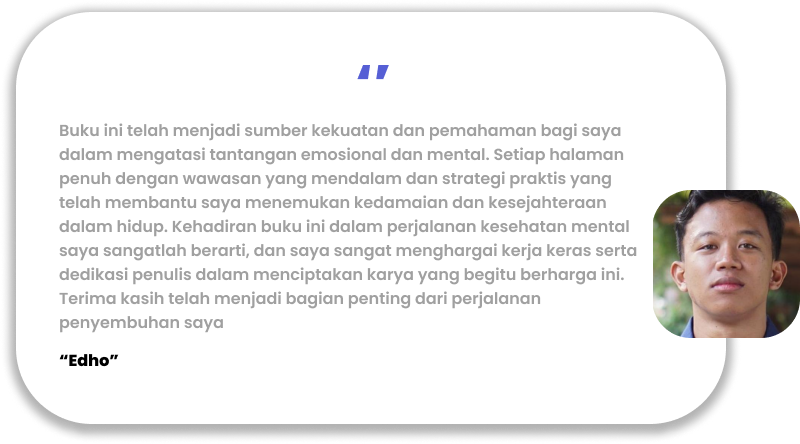 "
Buku ini telah menjadi sumber kekuatan dan pemahaman bagi saya
dalam mengatasi tantangan emosional dan mental. Setiap halaman
penuh dengan wawasan yang mendalam dan strategi praktis yang
telah membantu saya menemukan kedamaian dan kesejahteraan
dalam hidup. Kehadiran buku ini dalam perjalanan kesehatan mental
saya sangatlah berarti, dan saya sangat menghargai kerja keras serta
dedikasi penulis dalam menciptakan karya yang begitu berharga ini.
Terima kasih telah menjadi bagian penting dari perjalanan
penyembuhan saya
“Edho”